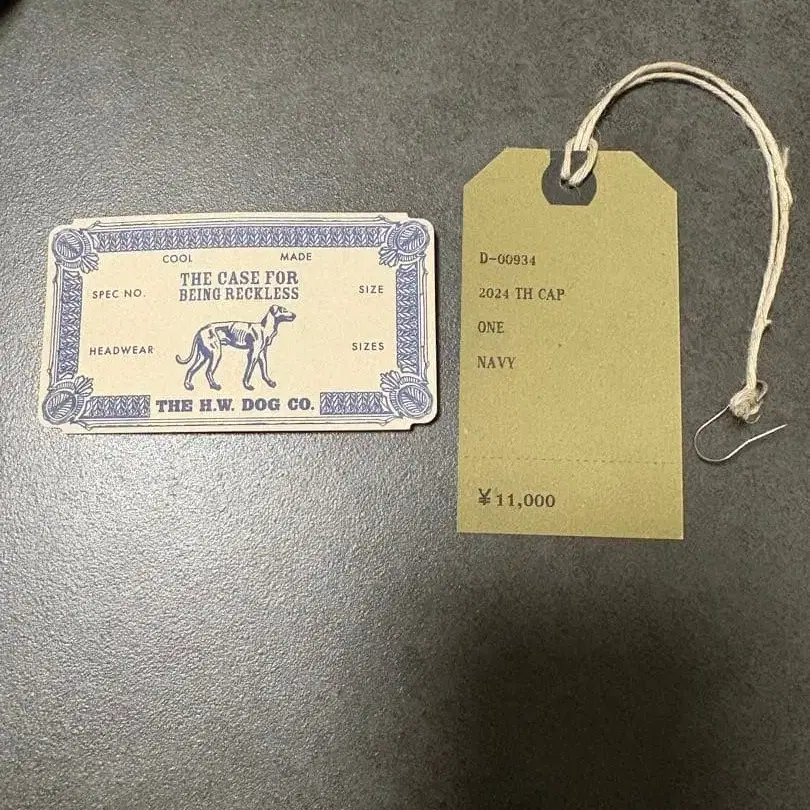 COOL MADE
THE CASE FOR
BEING RECKLESS
SPEC NO. SIZE
HEADWEAR SIZES
THE H.W. DOG CO.
D-00934
2024 TH CAP
ONE
NAVY
¥11,000